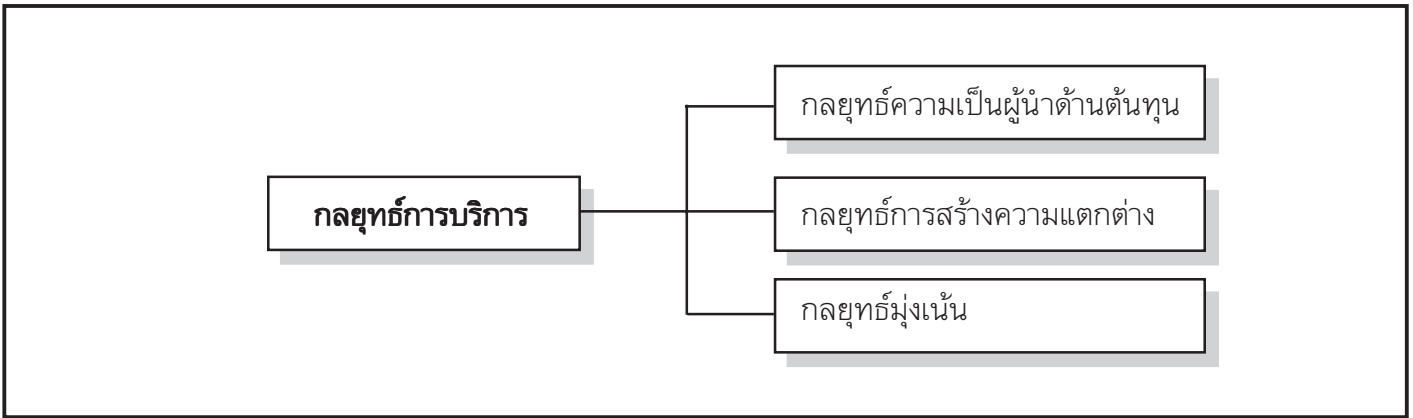 กลยุทธ์ความเป็นผู้นำด้านต้นทุน
กลยุทธ์การบริการ
กลยุทธ์การสร้างความแตกต่าง
กลยุทธ์มุ่งเน้น